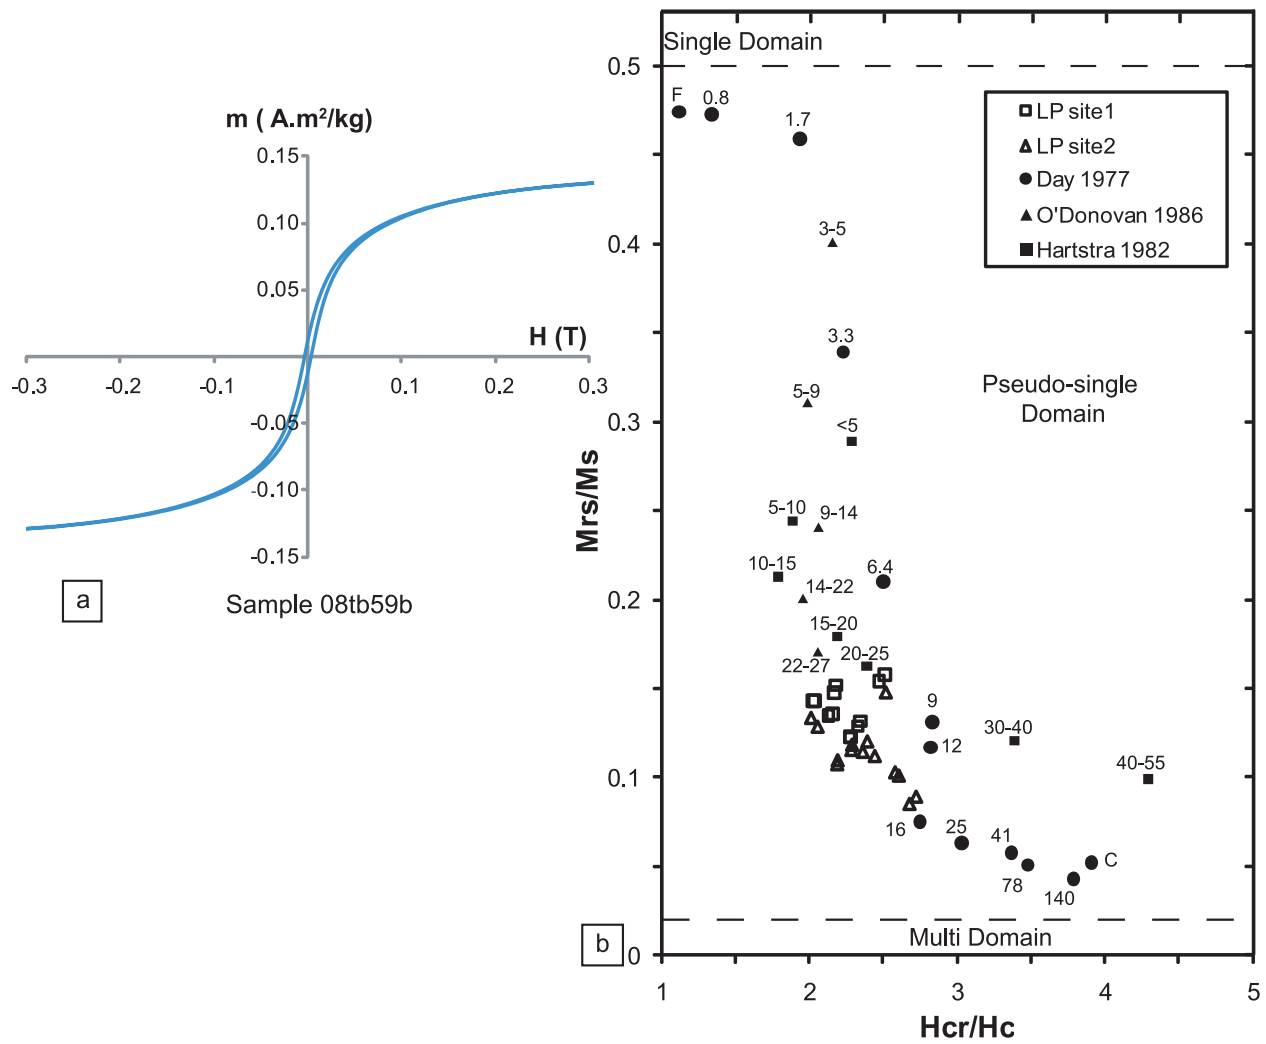 m ( A.m²/kg)
0.15
0.10
0.05
H (T)
-0.3
-0.2
-0.1
0.1
0.2
0.3
-0.05
-0.10
-0.15
a
Sample 08tb59b
Single Domain
0.5
F
0.8
1.7
LP site1
LP site2
Day 1977
O'Donovan 1986
Hartstra 1982
3-5
0.4
3.3
Pseudo-single
Domain
5-9
<5
0.3
Mrs/Ms
5-10
9-14
10-15
6.4
14-22
0.2
15-20
20-25
22-27
9
30-40
12
40-55
0.1
16
25
41
C
78
140
b
Multi Domain
0
1
2
3
4
5
Hcr/Hc